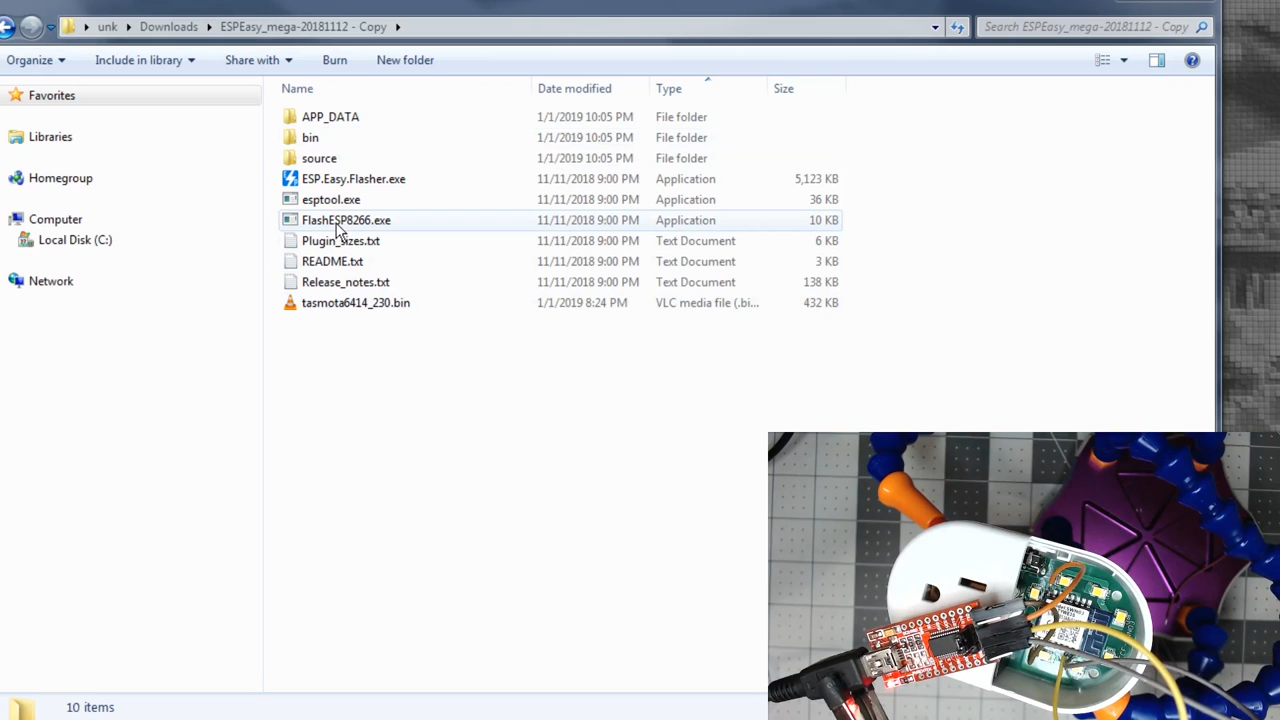 unk Downloads ESPEasy_mega-20181112 - Copy Search ESPEasy_mega-20181112 - Copy
Organize Include in library Share with Burn New folder
Favorites
Libraries
Homegroup
Computer
Local Disk (C:)
Network
Name Date modified Type Size
APP_DATA 1/1/2019 10:05 PM File folder
bin 1/1/2019 10:05 PM File folder
source 1/1/2019 10:05 PM File folder
ESP.Easy.Flasher.exe 11/11/2018 9:00 PM Application 5,123 KB
esptool.exe 11/11/2018 9:00 PM Application 36 KB
FlashESP8266.exe 11/11/2018 9:00 PM Application 10 KB
Plugin_sizes.txt 11/11/2018 9:00 PM Text Document 6 KB
README.txt 11/11/2018 9:00 PM Text Document 3 KB
Release_notes.txt 11/11/2018 9:00 PM Text Document 138 KB
tasmota6414_230.bin 1/1/2019 8:24 PM VLC media file (.bi... 432 KB
10 items